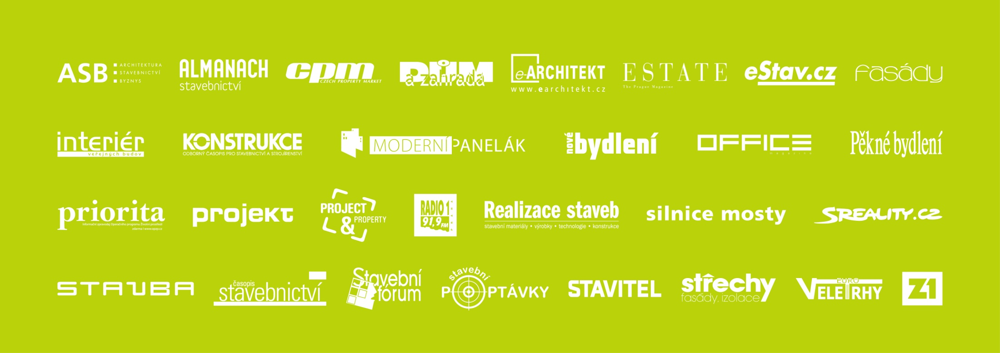 ASB ARCHITEKTURA
STAVEBNICTVÍ
BYZNYS
ALMANACH
stavebnictví
cpm
CZECH PROPERTY MARKET
DŮM
a zahrada
e-ARCHITEKT
www.earchitekt.cz
ESTATE
The Prague Magazine
eStav.cz
fasády
interiér
veřejných budov
KONSTRUKCE
ODBORNÝ ČASOPIS PRO STAVEBNICTVÍ A STROJÍRENSTVÍ
MODERNÍ PANELÁK
nové bydlení
OFFICE
magazine
Pěkné bydlení
priorita
informační zpravodaj Operačního programu Životní prostředí
zdarma | www.opzp.cz
projekt
PROJECT
& PROPERTY
RADIO 1
91,9 FM
PRAHA
Realizace staveb
stavební materiály • výrobky • technologie • konstrukce
silnice mosty
SREALITY.CZ
STAVBA
časopis
stavebnictví
Stavební
fórum
stavební
POPTÁVKY
STAVITEL
střechy
fasády, izolace
EURO
VELETRHY
Z1